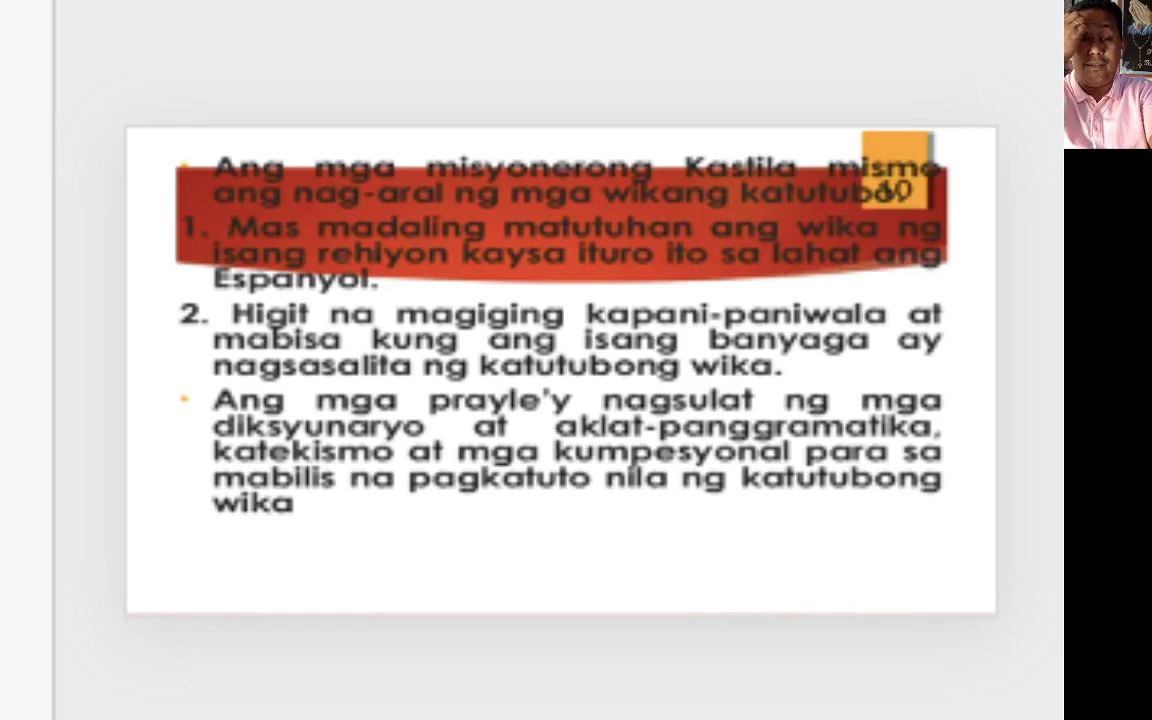 Ang mga misyonerong Kastila mismo
ang nag-aral ng mga wikang katutubo.
10
1. Mas madaling matutuhan ang wika ng
isang rehiyon kaysa ituro ito sa lahat ang
Espanyol.
2. Higit na magiging kapani-paniwala at
mabisa kung ang isang banyaga ay
nagsasalita ng katutubong wika.
Ang mga prayle'y nagsulat ng mga
diksyunaryo at aklat-panggramatika,
katekismo at mga kumpesyonal para sa
mabilis na pagkatuto nila ng katutubong
wika